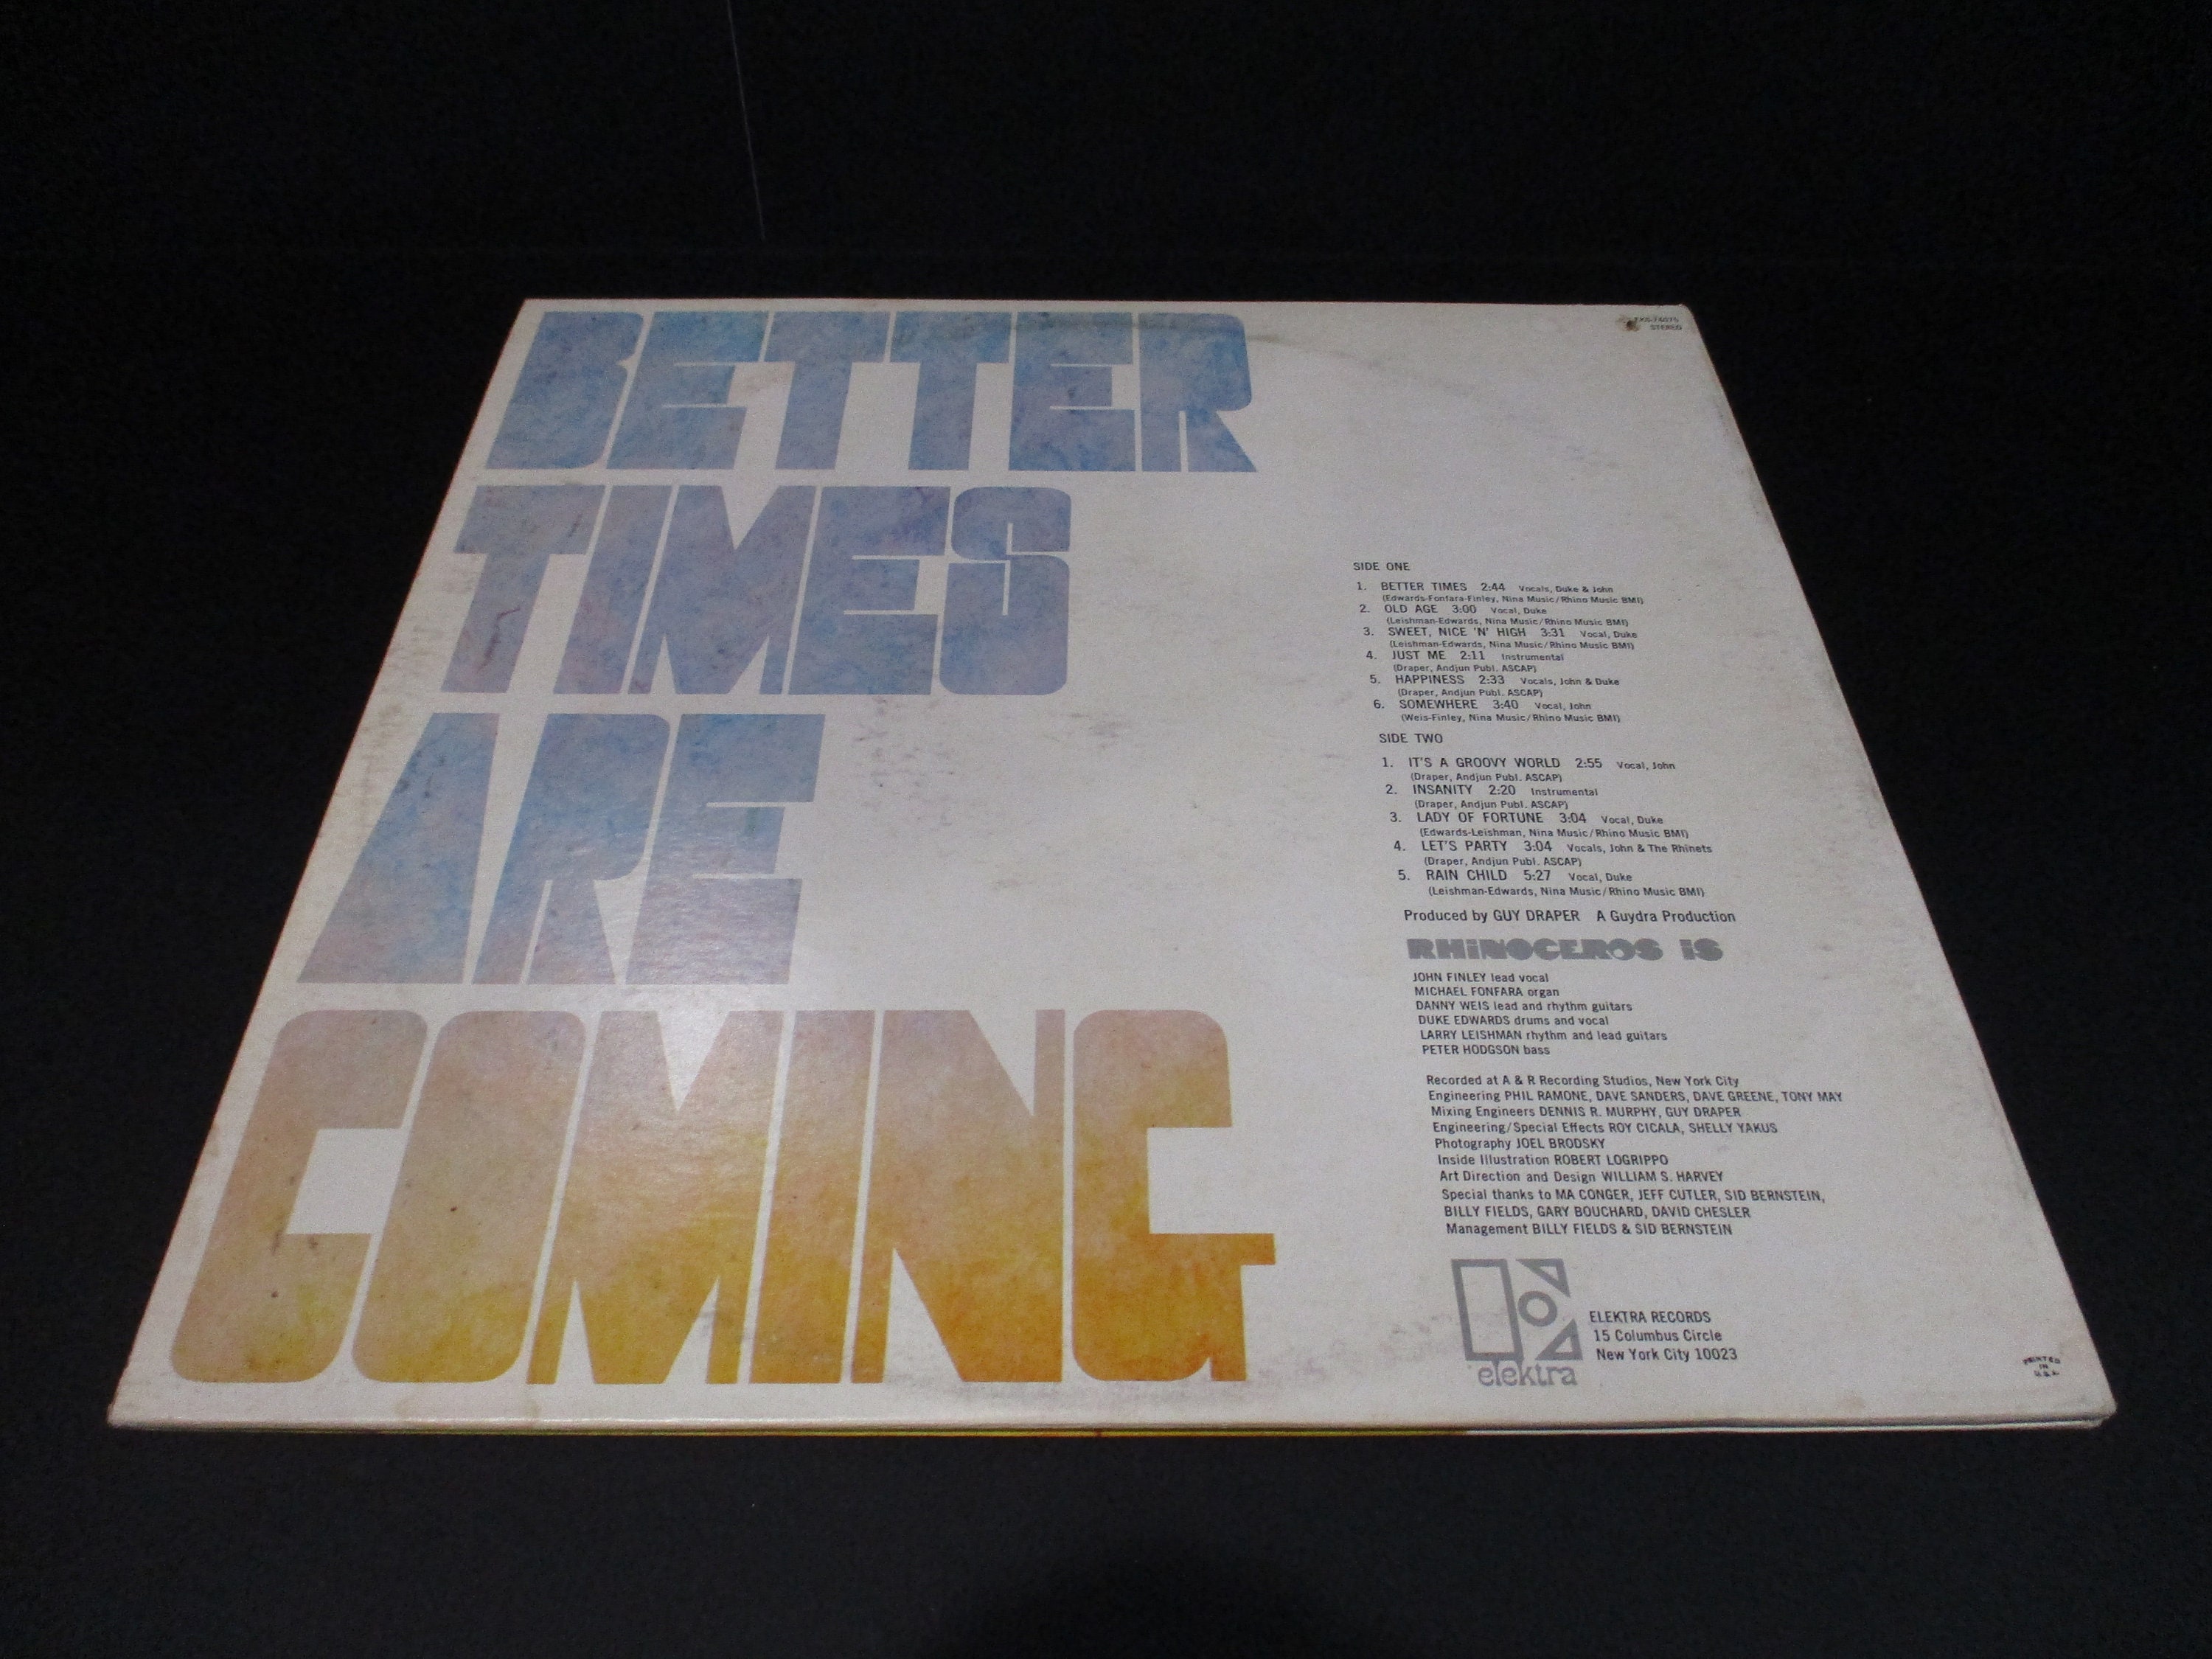 BETTER
TIMES
ARE
COMING
STEREO
SIDE ONE
1. BETTER TIMES 2:44 Vocals, Duke & John
(Edwards-Fonfara-Finley, Nina Music/Rhino Music BMI)
2. OLD AGE 3:00 Vocal, Duke
(Leishman-Edwards, Nina Music/Rhino Music BMI)
3. SWEET, NICE 'N' HIGH 3:31 Vocal, Duke
(Leishman-Edwards, Nina Music/Rhino Music BMI)
4. JUST ME 2:11 Instrumental
(Draper, Andjun Publ. ASCAP)
5. HAPPINESS 2:33 Vocals, John & Duke
(Draper, Andjun Publ. ASCAP)
6. SOMEWHERE 3:40 Vocal, John
(Weis-Finley, Nina Music/Rhino Music BMI)
SIDE TWO
1. IT'S A GROOVY WORLD 2:55 Vocal, John
(Draper, Andjun Publ. ASCAP)
2. INSANITY 2:20 Instrumental
(Draper, Andjun Publ. ASCAP)
3. LADY OF FORTUNE 3:04 Vocal, Duke
(Edwards-Leishman, Nina Music/Rhino Music BMI)
4. LET'S PARTY 3:04 Vocals, John & The Rhinets
(Draper, Andjun Publ. ASCAP)
5. RAIN CHILD 5:27 Vocal, Duke
(Leishman-Edwards, Nina Music/Rhino Music BMI)
Produced by GUY DRAPER A Guydra Production
RHiNOCEROS iS
JOHN FINLEY lead vocal
MICHAEL FONFARA organ
DANNY WEIS lead and rhythm guitars
DUKE EDWARDS drums and vocal
LARRY LEISHMAN rhythm and lead guitars
PETER HODGSON bass
Recorded at A & R Recording Studios, New York City
Engineering PHIL RAMONE, DAVE SANDERS, DAVE GREENE, TONY MAY
Mixing Engineers DENNIS R. MURPHY, GUY DRAPER
Engineering/Special Effects ROY CICALA, SHELLY YAKUS
Photography JOEL BRODSKY
Inside Illustration ROBERT LOGRIPPO
Art Direction and Design WILLIAM S. HARVEY
Special thanks to MA CONGER, JEFF CUTLER, SID BERNSTEIN,
BILLY FIELDS, GARY BOUCHARD, DAVID CHESLER
Management BILLY FIELDS & SID BERNSTEIN
elektra
ELEKTRA RECORDS
15 Columbus Circle
New York City 10023
PRINTED
IN
U.S.A.